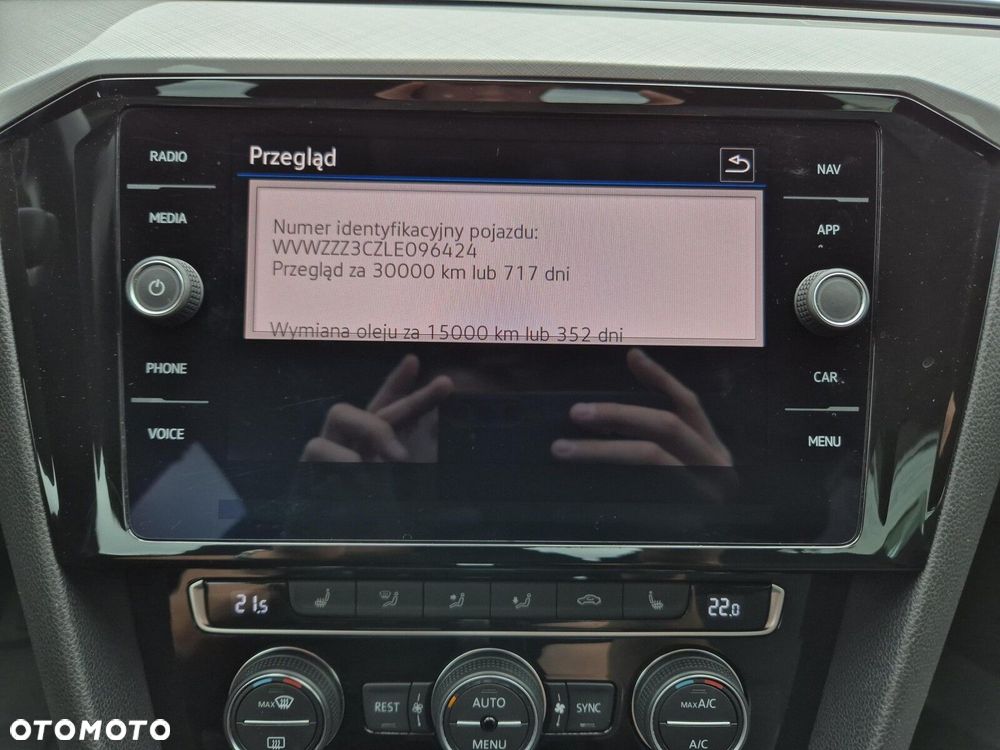 RADIO
MEDIA
PHONE
VOICE
Przegląd
Numer identyfikacyjny pojazdu:
WVWZZZ3CZLE096424
Przegląd za 30000 km lub 717 dni
Wymiana oleju za 15000 km lub 352 dni
NAV
APP
CAR
MENU
21.5
22.0
MAX
REST
AUTO
MENU
SYNC
MAX A/C
A/C
OTOMOTO